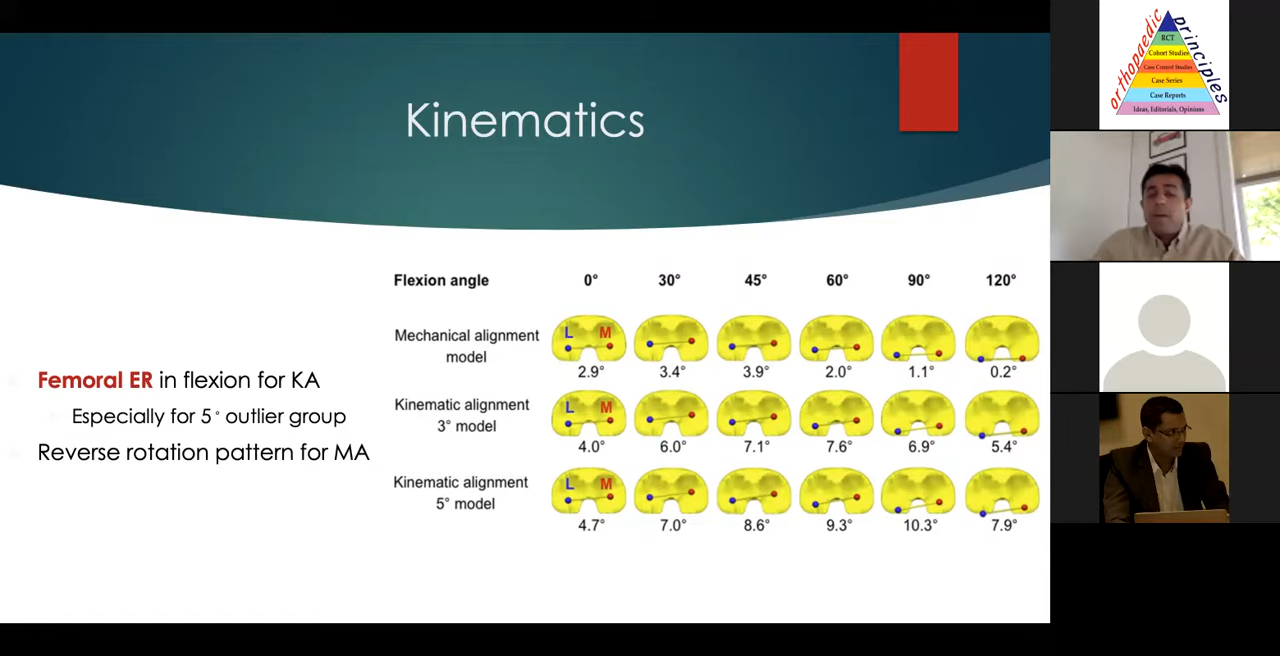 Kinematics
Femoral ER in flexion for KA
Especially for 5° outlier group
Reverse rotation pattern for MA
Flexion angle 0° 30° 45° 60° 90° 120°
Mechanical alignment
model
L M
2.9° 3.4° 3.9° 2.0° 1.1° 0.2°
Kinematic alignment
3° model
L M
4.0° 6.0° 7.1° 7.6° 6.9° 5.4°
Kinematic alignment
5° model
L M
4.7° 7.0° 8.6° 9.3° 10.3° 7.9°
orthopaedic
principles
RCT
Cohort Studies
Case Control Studies
Case Series
Case Reports
Ideas, Editorials, Opinions